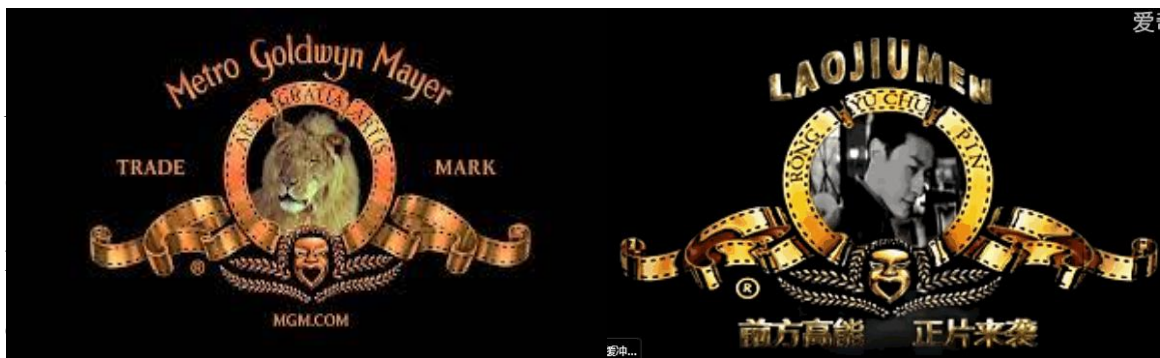 Metro Goldwyn Mayer
ARS GRATIA ARTIS
TRADE MARK
®
MGM.COM
爱奇
LAOJIUMEN
RONG YU CHU PIN
®
前方高能 正片来袭
爱冲...